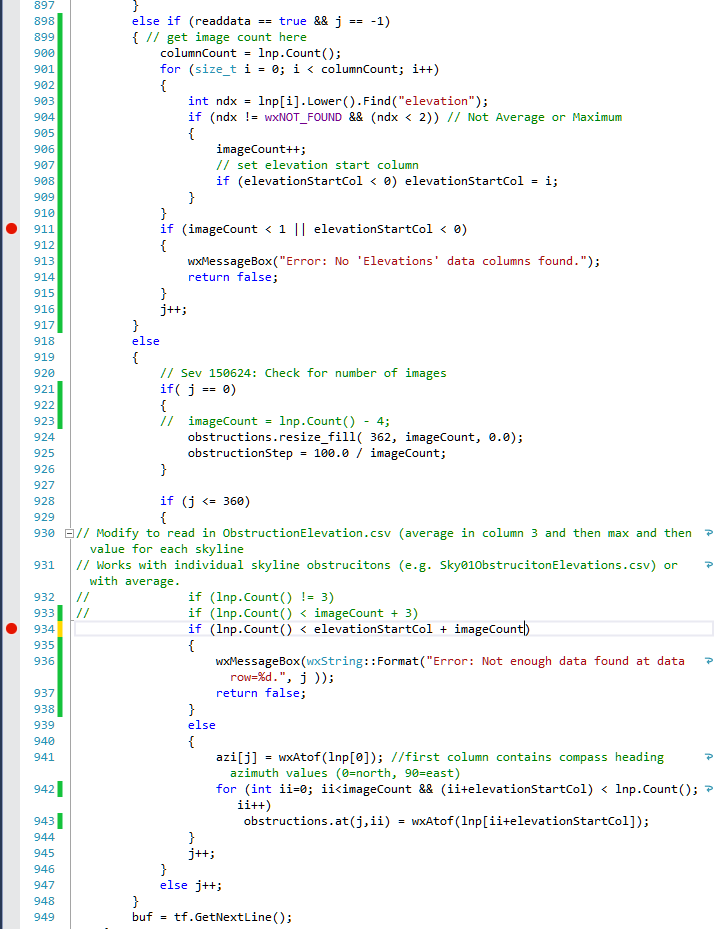 897         }
898         else if (readdata == true && j == -1)
899         { // get image count here
900             columnCount = lnp.Count();
901             for (size_t i = 0; i < columnCount; i++)
902             {
903                 int ndx = lnp[i].Lower().Find("elevation");
904                 if (ndx != wxNOT_FOUND && (ndx < 2)) // Not Average or Maximum
905                 {
906                     imageCount++;
907                     // set elevation start column
908                     if (elevationStartCol < 0) elevationStartCol = i;
909                 }
910             }
911             if (imageCount < 1 || elevationStartCol < 0)
912             {
913                 wxMessageBox("Error: No 'Elevations' data columns found.");
914                 return false;
915             }
916             j++;
917         }
918         else
919         {
920             // Sev 150624: Check for number of images
921             if( j == 0)
922             {
923             //  imageCount = lnp.Count() - 4;
924                 obstructions.resize_fill( 362, imageCount, 0.0);
925                 obstructionStep = 100.0 / imageCount;
926             }
927
928             if (j <= 360)
929             {
930 // Modify to read in ObstructionElevation.csv (average in column 3 and then max and then
value for each skyline
931 // Works with individual skyline obstrucitons (e.g. Sky01ObstrucitonElevations.csv) or
with average.
932 //              if (lnp.Count() != 3)
933 //              if (lnp.Count() < imageCount + 3)
934                 if (lnp.Count() < elevationStartCol + imageCount)
935                 {
936                     wxMessageBox(wxString::Format("Error: Not enough data found at data
row=%d.", j ));
937                     return false;
938                 }
939                 else
940                 {
941                     azi[j] = wxAtof(lnp[0]); //first column contains compass heading
azimuth values (0=north, 90=east)
942                     for (int ii=0; ii<imageCount && (ii+elevationStartCol) < lnp.Count();
ii++)
943                         obstructions.at(j,ii) = wxAtof(lnp[ii+elevationStartCol]);
944                 }
945                 j++;
946             }
947             else j++;
948         }
949         buf = tf.GetNextLine();